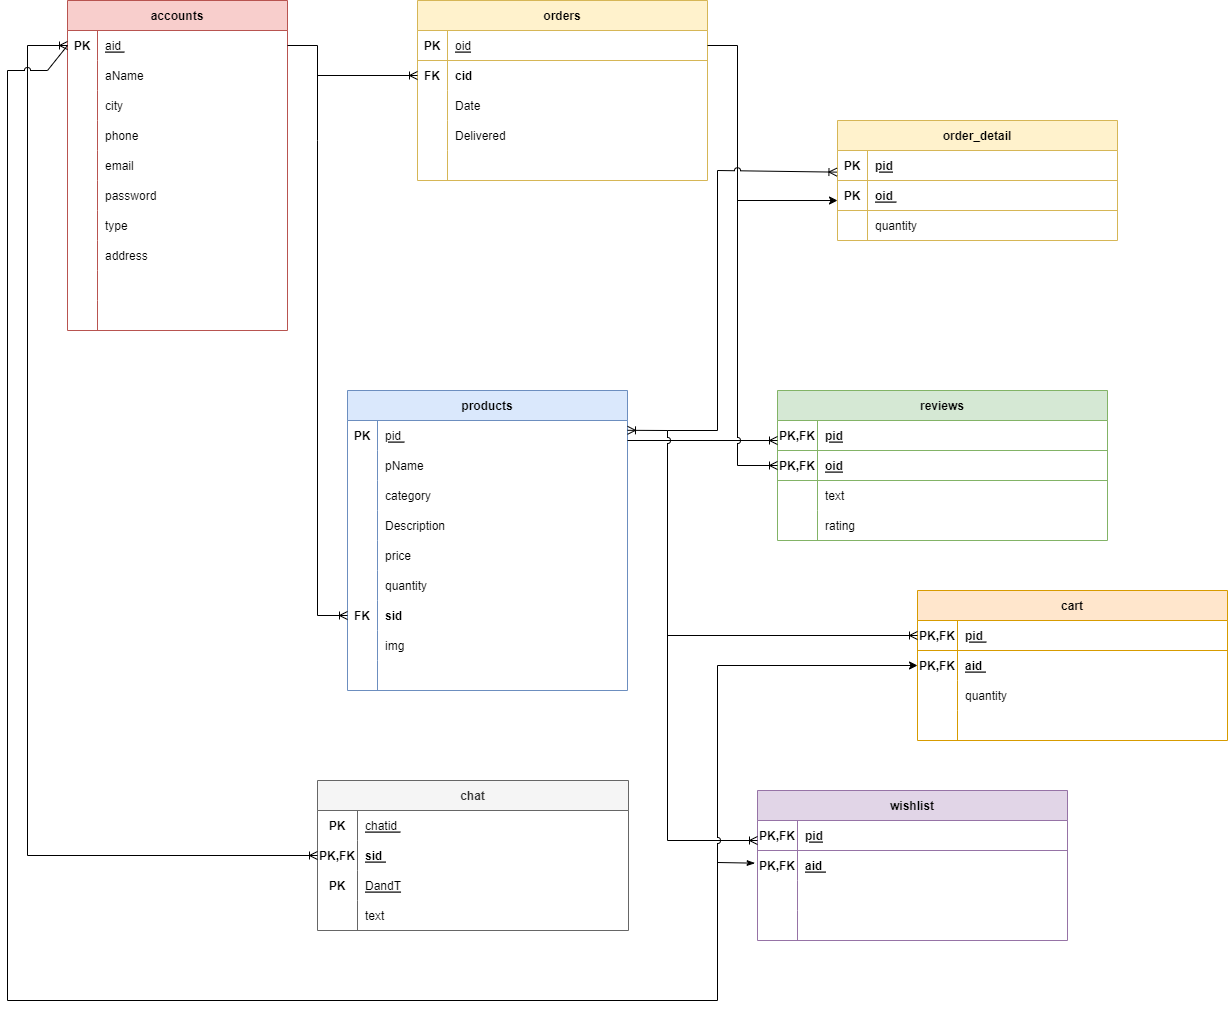 accounts
PK aid
aName
city
phone
email
password
type
address
orders
PK oid
FK cid
Date
Delivered
order_detail
PK pid
PK oid
quantity
products
PK pid
pName
category
Description
price
quantity
FK sid
img
reviews
PK,FK pid
PK,FK oid
text
rating
cart
PK,FK pid
PK,FK aid
quantity
chat
PK chatid
PK,FK sid
PK DandT
text
wishlist
PK,FK pid
PK,FK aid